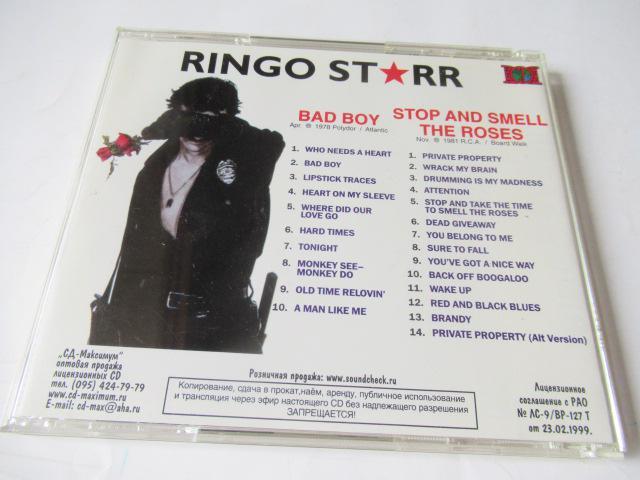 RINGO ST★RR
BAD BOY
Apr. ℗ 1978 Polydor / Atlantic
1. WHO NEEDS A HEART
2. BAD BOY
3. LIPSTICK TRACES
4. HEART ON MY SLEEVE
5. WHERE DID OUR
LOVE GO
6. HARD TIMES
7. TONIGHT
8. MONKEY SEE–
MONKEY DO
9. OLD TIME RELOVIN'
10. A MAN LIKE ME
STOP AND SMELL
THE ROSES
Nov. ℗ 1981 R.C.A. / Board Walk
1. PRIVATE PROPERTY
2. WRACK MY BRAIN
3. DRUMMING IS MY MADNESS
4. ATTENTION
5. STOP AND TAKE THE TIME
TO SMELL THE ROSES
6. DEAD GIVEAWAY
7. YOU BELONG TO ME
8. SURE TO FALL
9. YOU'VE GOT A NICE WAY
10. BACK OFF BOOGALOO
11. WAKE UP
12. RED AND BLACK BLUES
13. BRANDY
14. PRIVATE PROPERTY (Alt Version)
„СД-Максимум"
оптовая продажа
лицензионных CD
тел. (095) 424-79-79
www.cd-maximum.ru
E-mail: cd-max@aha.ru
Розничная продажа: www.soundcheck.ru
Копирование, сдача в прокат,наём, аренду, публичное использование
и трансляция через эфир настоящего CD без надлежащего разрешения
ЗАПРЕЩАЕТСЯ!
Лицензионное
соглашение с РАО
№ ЛС-9/ВР-127 Т
от 23.02.1999.